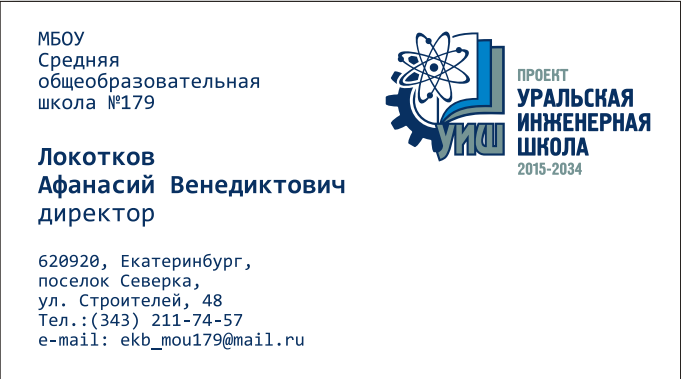 МБОУ
Средняя
общеобразовательная
школа №179
Локотков
Афанасий Венедиктович
директор
620920, Екатеринбург,
поселок Северка,
ул. Строителей, 48
Тел.:(343) 211-74-57
e-mail: ekb_mou179@mail.ru
УИШ
ПРОЕКТ
УРАЛЬСКАЯ
ИНЖЕНЕРНАЯ
ШКОЛА
2015-2034